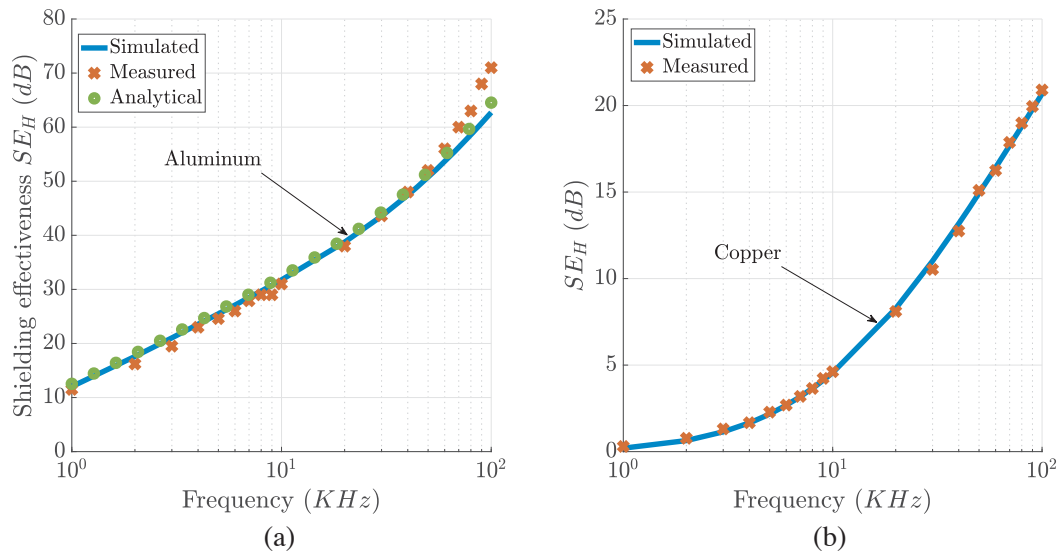 80
70
60
50
40
30
20
10
0
Shielding effectiveness SE_H (dB)
Simulated
Measured
Analytical
Aluminum
10^0
10^1
10^2
Frequency (KHz)
(a)
25
20
15
10
5
0
SE_H (dB)
Simulated
Measured
Copper
10^0
10^1
10^2
Frequency (KHz)
(b)